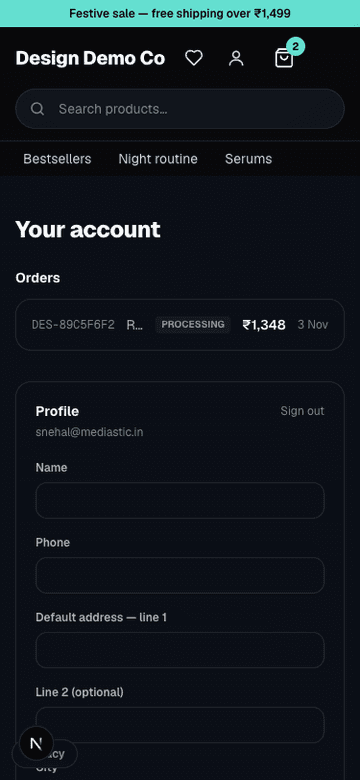 Festive sale — free shipping over ₹1,499
Design Demo Co
2
Search products...
Bestsellers Night routine Serums
Your account
Orders
DES-89C5F6F2 R... PROCESSING ₹1,348 3 Nov
Profile Sign out
snehal@mediastic.in
Name
Phone
Default address — line 1
Line 2 (optional)
N
City